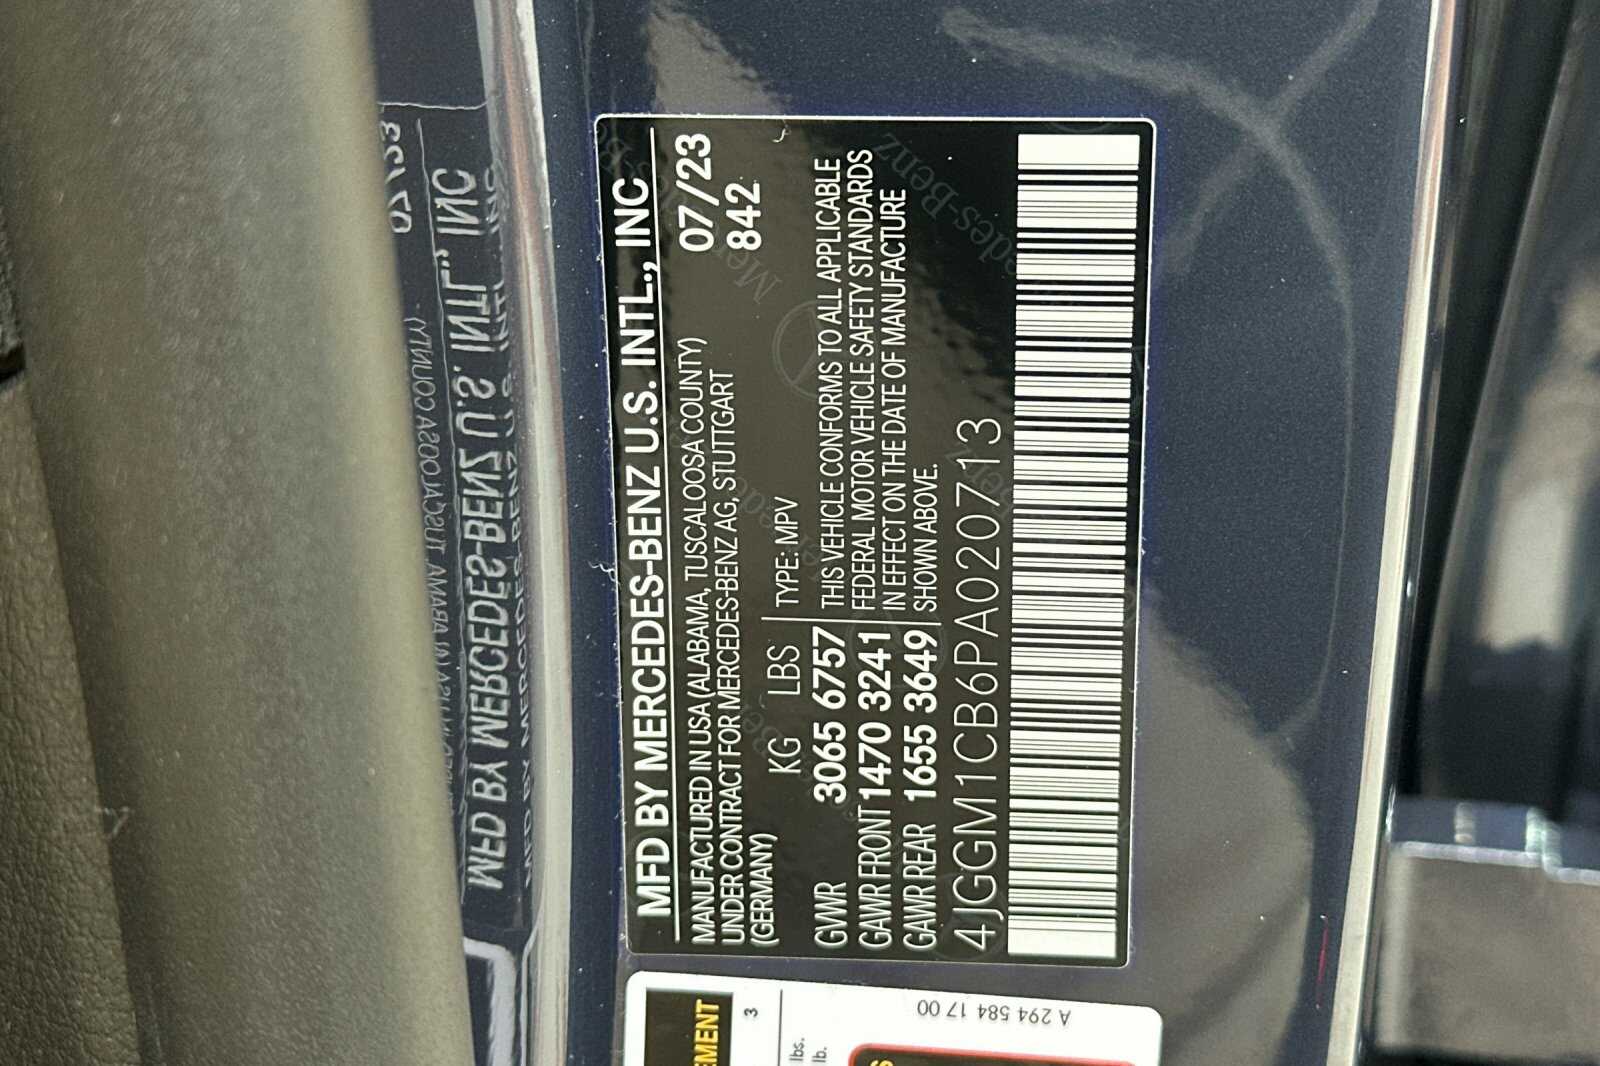 MFD BY MERCEDES-BENZ U.S. INTL., INC
MANUFACTURED IN USA (ALABAMA, TUSCALOOSA COUNTY) 07/23
UNDER CONTRACT FOR MERCEDES-BENZ AG, STUTTGART
(GERMANY) 842
KG LBS TYPE: MPV
GVWR 3065 6757 THIS VEHICLE CONFORMS TO ALL APPLICABLE
GAWR FRONT 1470 3241 FEDERAL MOTOR VEHICLE SAFETY STANDARDS
GAWR REAR 1655 3649 IN EFFECT ON THE DATE OF MANUFACTURE
SHOWN ABOVE.
4JGGM1CB6PA020713
A 294 584 17 00
3
lbs.
lb.